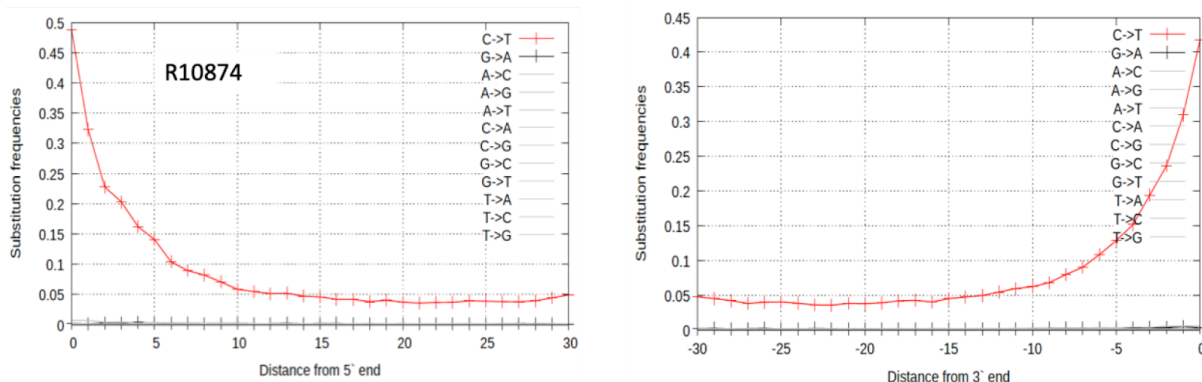 R10874
Substitution frequencies
0.5
0.45
0.4
0.35
0.3
0.25
0.2
0.15
0.1
0.05
0
C->T
G->A
A->C
A->G
A->T
C->A
C->G
G->C
G->T
T->A
T->C
T->G
0 5 10 15 20 25 30
Distance from 5` end
Substitution frequencies
0.45
0.4
0.35
0.3
0.25
0.2
0.15
0.1
0.05
0
C->T
G->A
A->C
A->G
A->T
C->A
C->G
G->C
G->T
T->A
T->C
T->G
-30 -25 -20 -15 -10 -5 0
Distance from 3` end